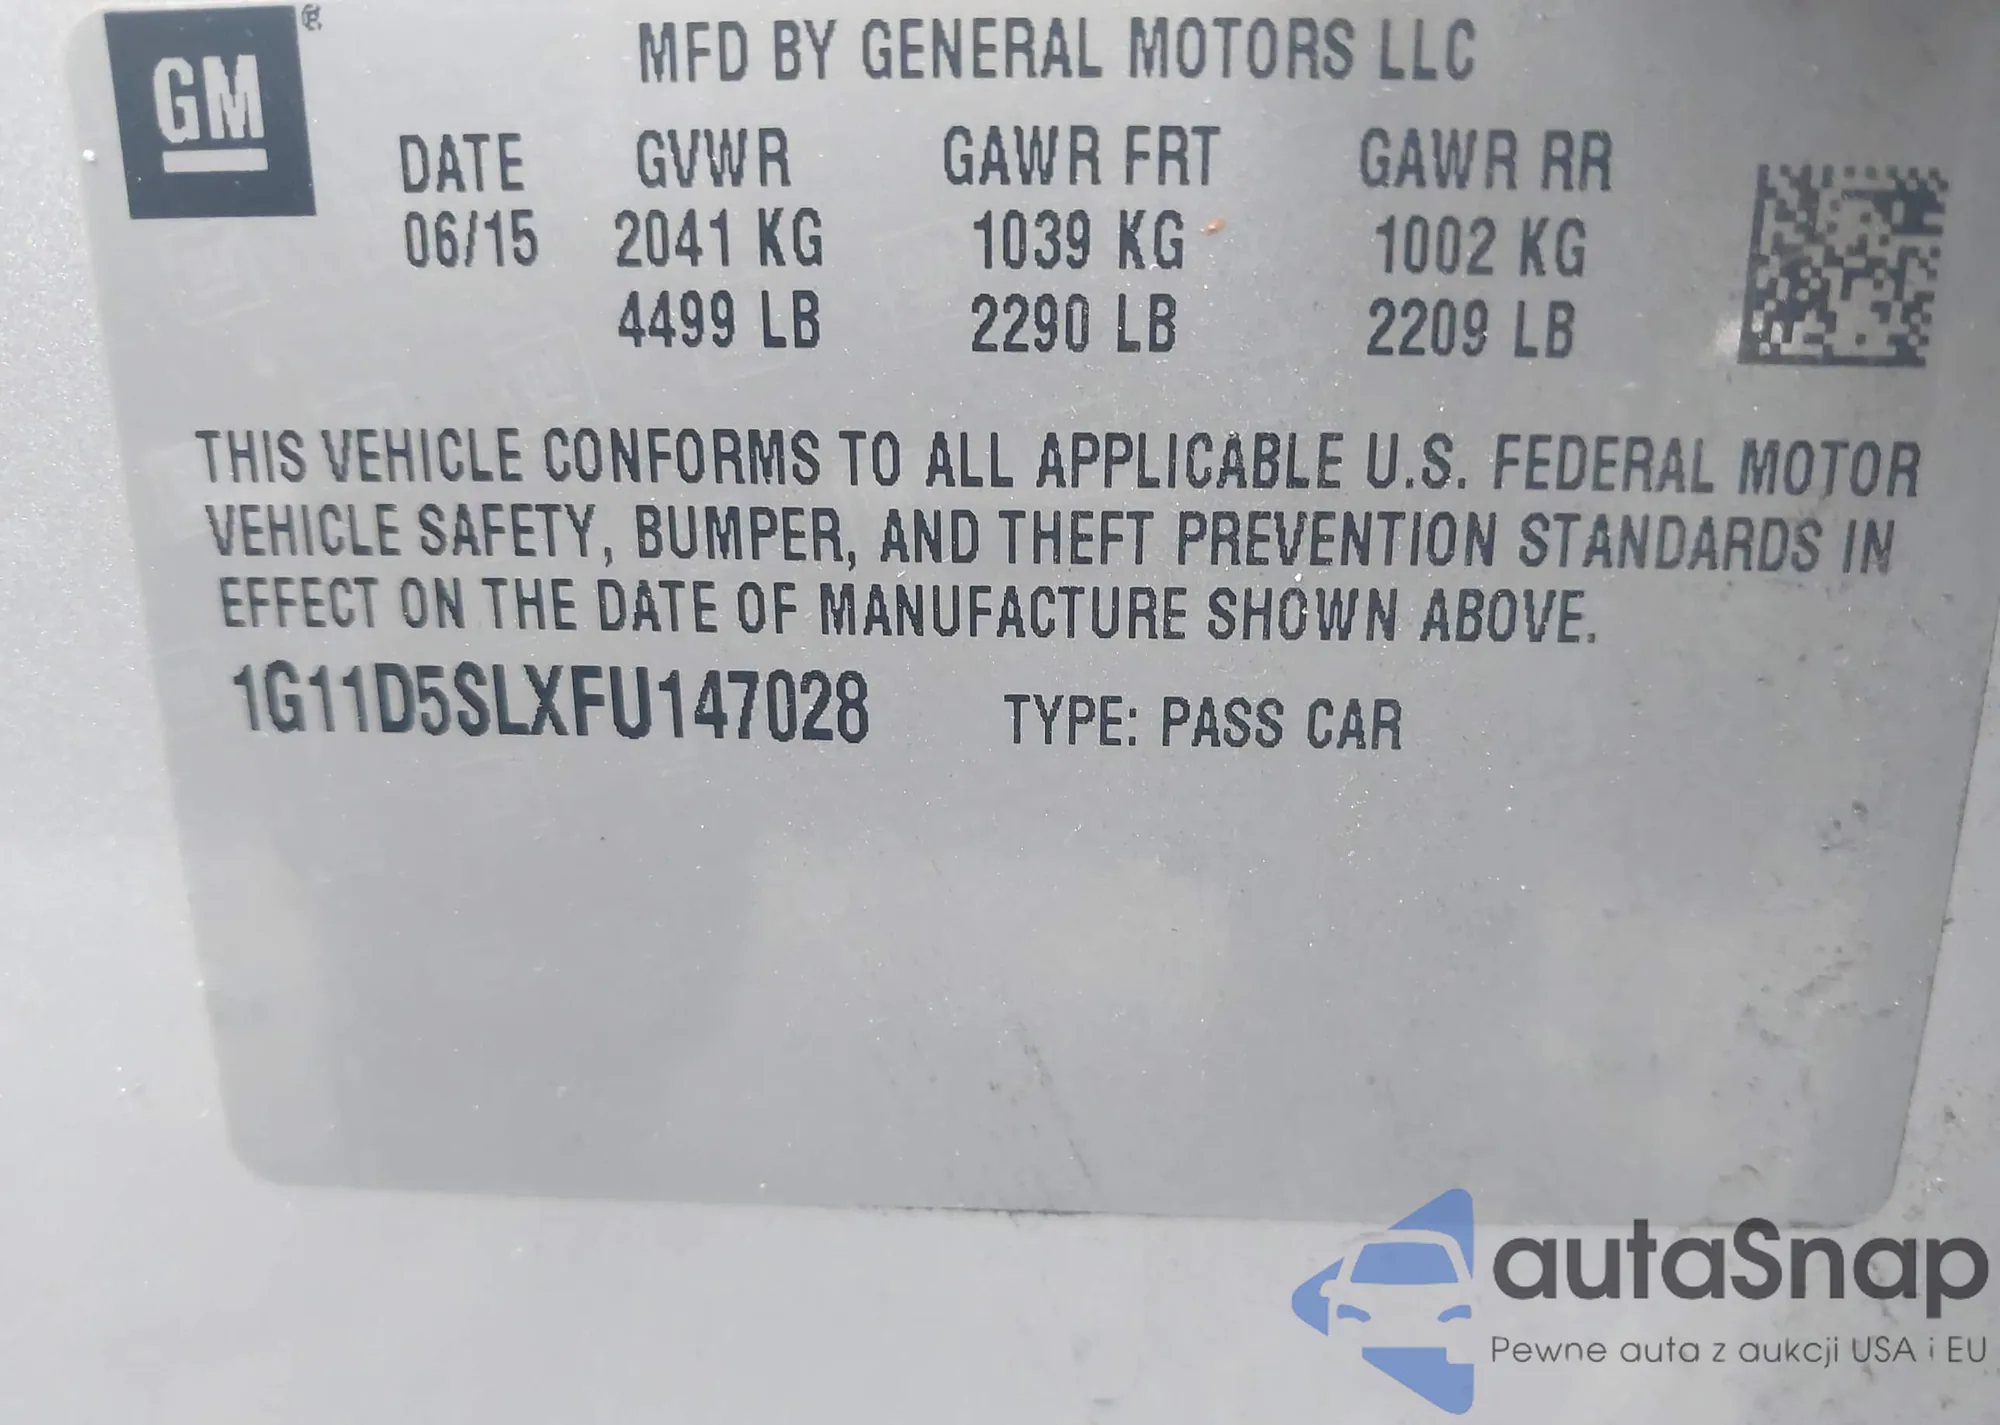 GM ®
MFD BY GENERAL MOTORS LLC
DATE GVWR GAWR FRT GAWR RR
06/15 2041 KG 1039 KG 1002 KG
4499 LB 2290 LB 2209 LB
THIS VEHICLE CONFORMS TO ALL APPLICABLE U.S. FEDERAL MOTOR
VEHICLE SAFETY, BUMPER, AND THEFT PREVENTION STANDARDS IN
EFFECT ON THE DATE OF MANUFACTURE SHOWN ABOVE.
1G11D5SLXFU147028 TYPE: PASS CAR
autaSnap
Pewne auta z aukcji USA i EU